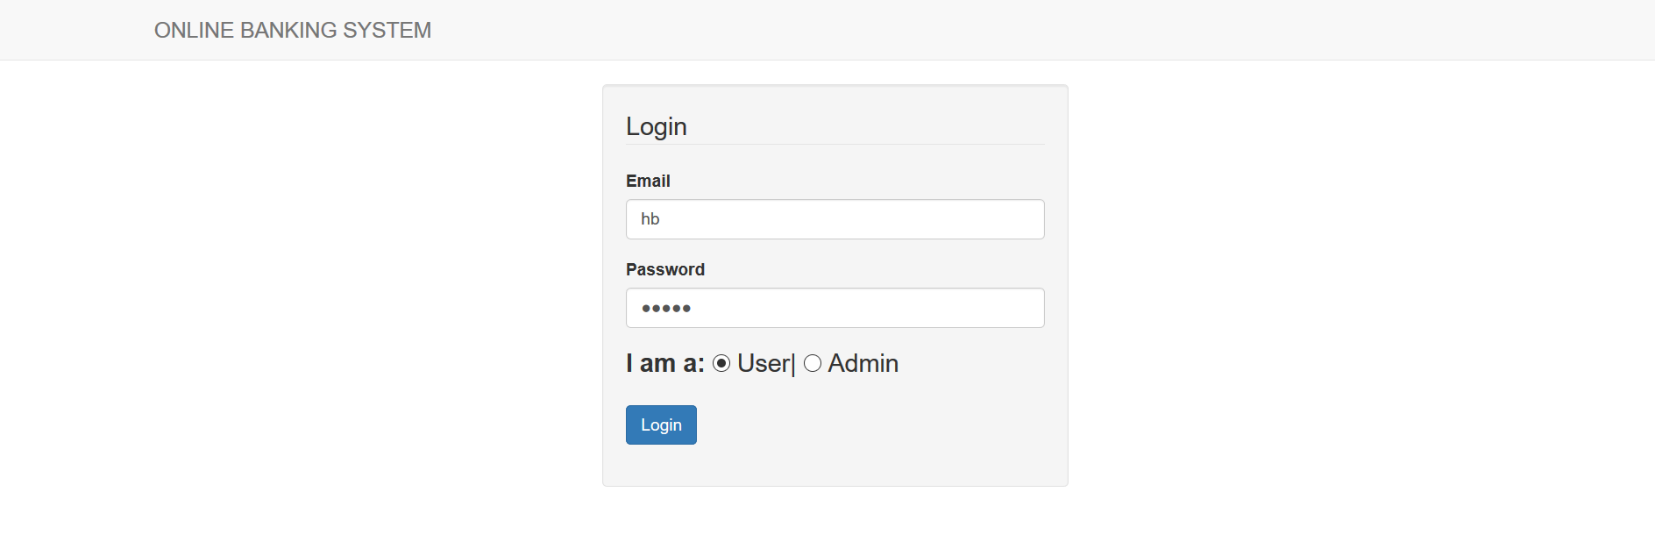 ONLINE BANKING SYSTEM
Login
Email
hb
Password
•••••
I am a: User| Admin
Login